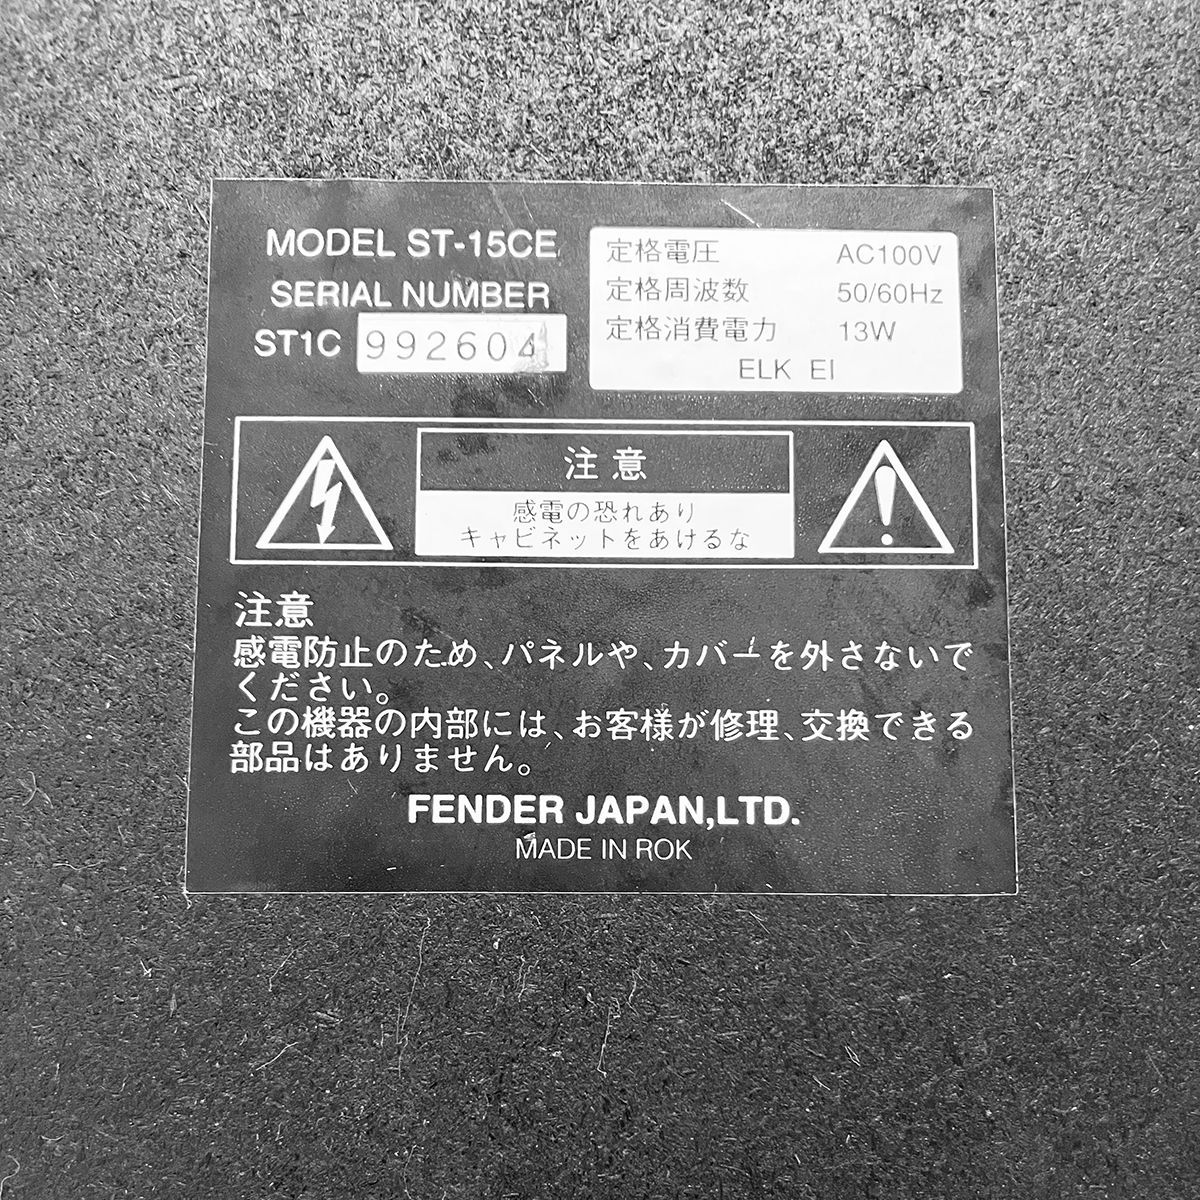 MODEL ST-15CE
SERIAL NUMBER
ST1C 992604
定格電圧 AC100V
定格周波数 50/60Hz
定格消費電力 13W
ELK EI
注意
感電の恐れあり
キャビネットをあけるな
注意
感電防止のため、パネルや、カバーを外さないで
ください。
この機器の内部には、お客様が修理、交換できる
部品はありません。
FENDER JAPAN,LTD.
MADE IN ROK